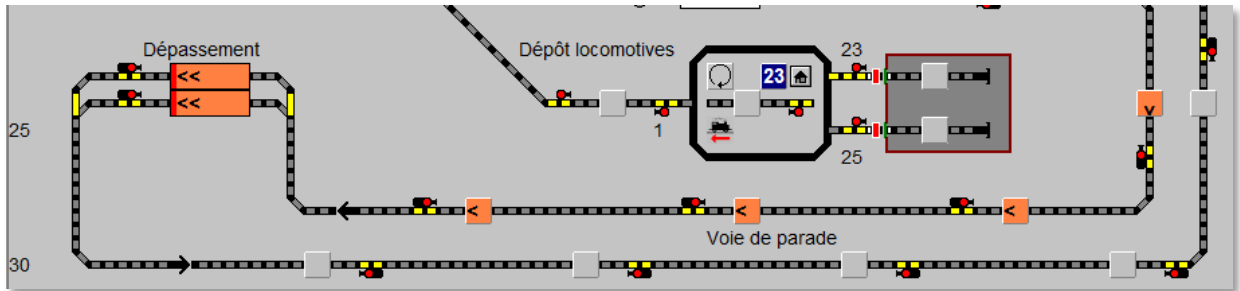 Dépassement
Dépôt locomotives
23
<<
23
<<
25
1
25
<
<
<
v
Voie de parade
30